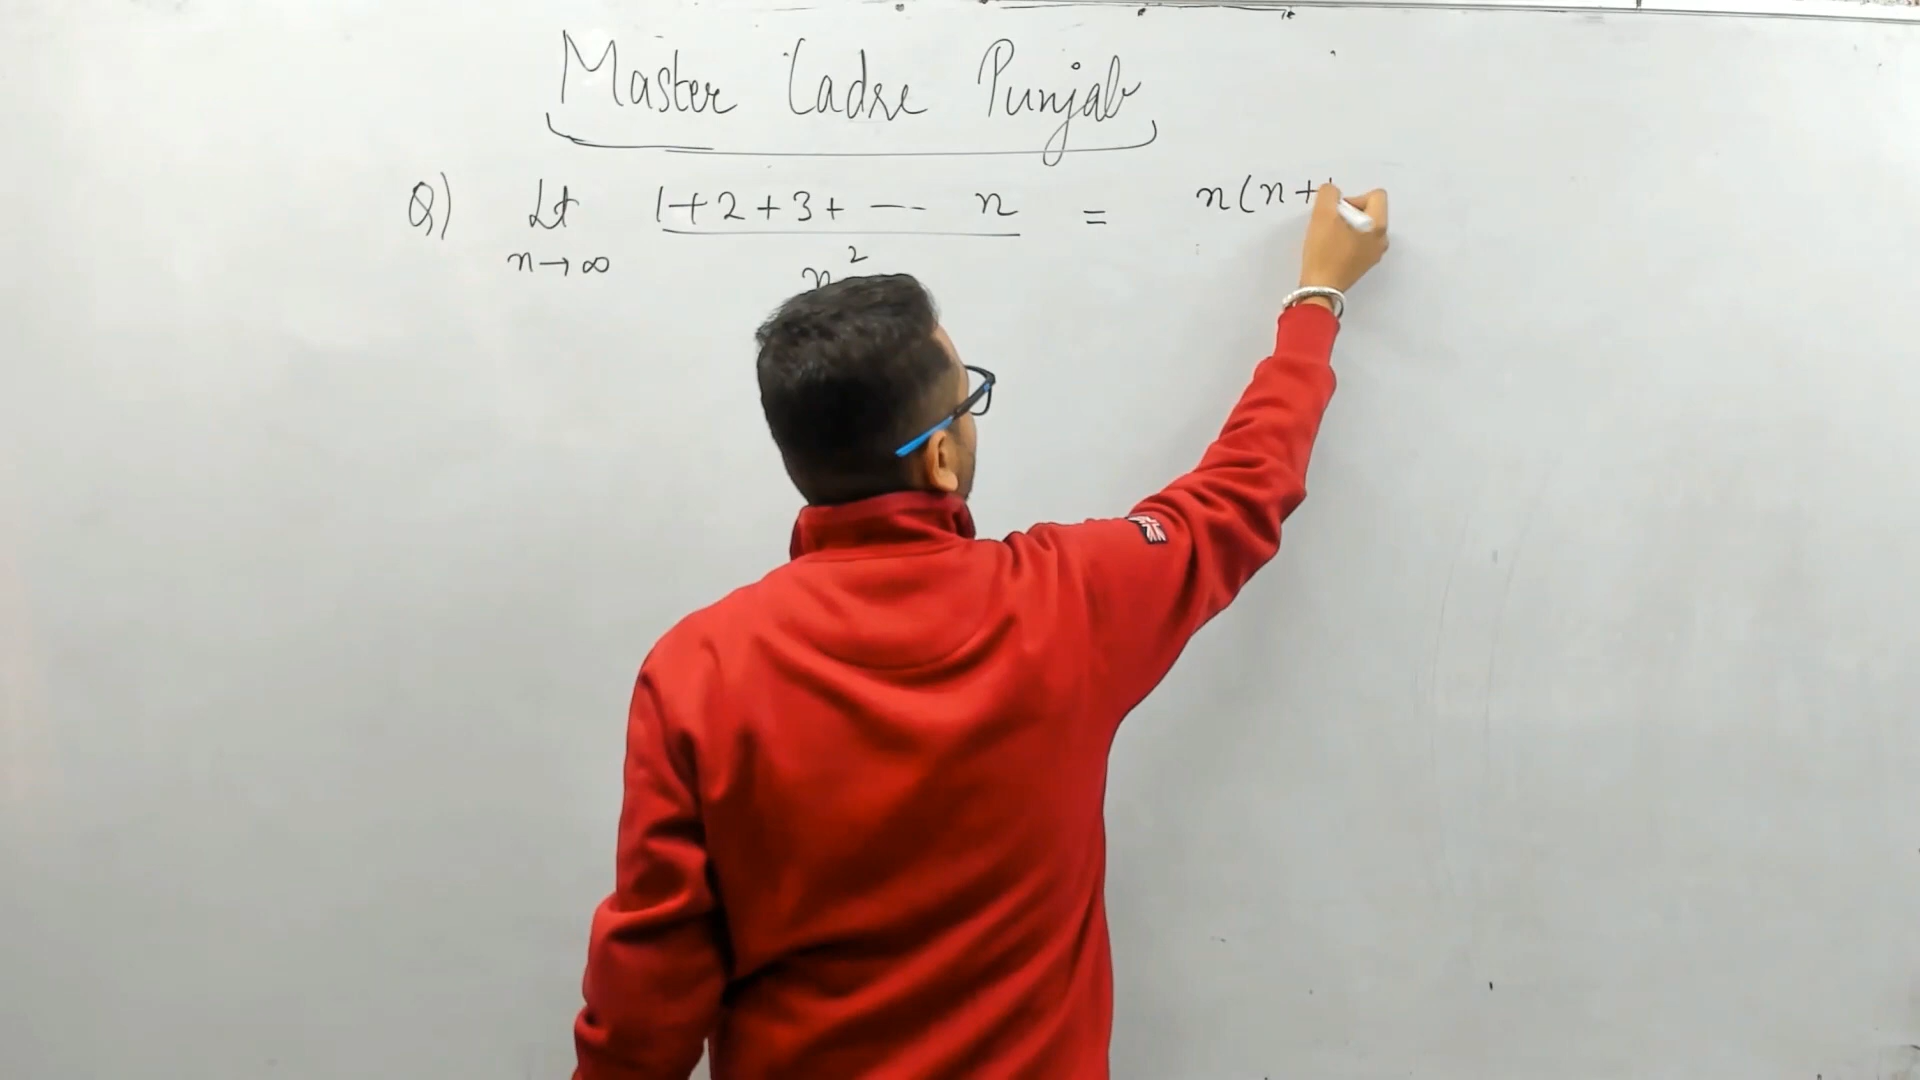 Master Cadre Punjab
Q) Lt 1+2+3+ --- n = n(n+
n→∞ n²